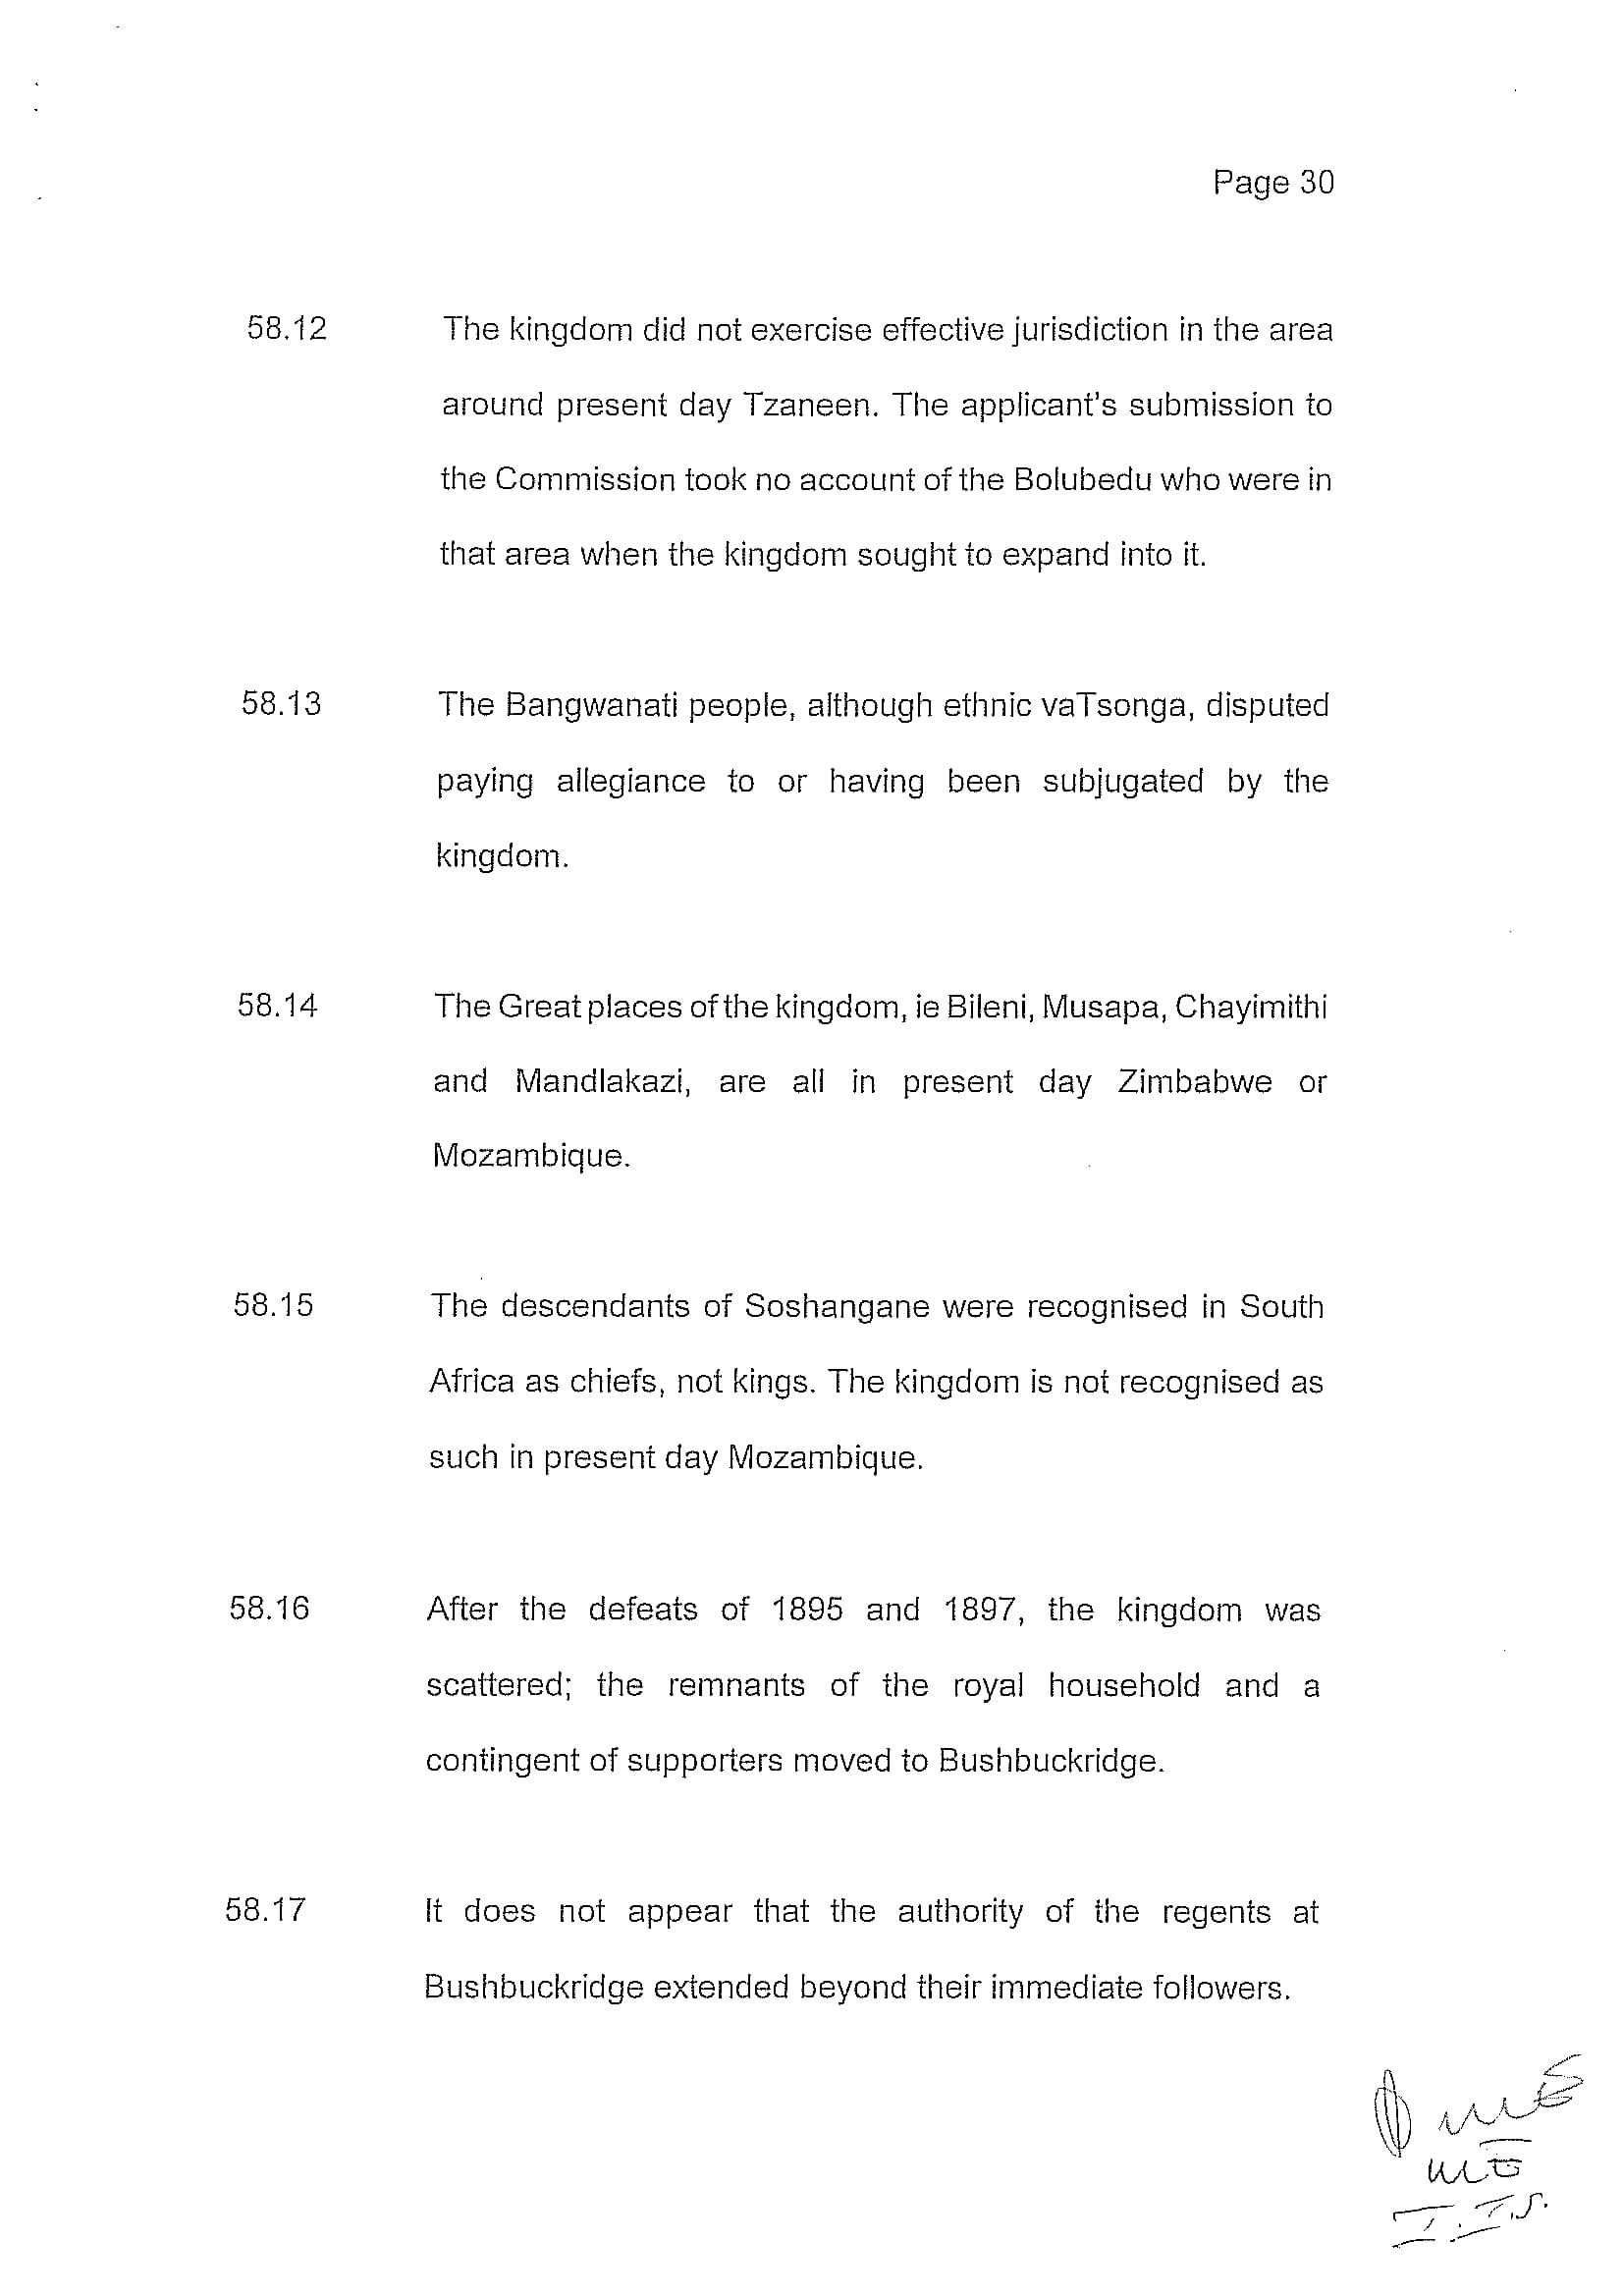 Page 30
58.12 The kingdom did not exercise effective jurisdiction in the area
around present day Tzaneen. The applicant's submission to
the Commission took no account of the Bolubedu who were in
that area when the kingdom sought to expand into it.
58.13 The Bangwanati people, although ethnic vaTsonga, disputed
paying allegiance to or having been subjugated by the
kingdom.
58.14 The Great places of the kingdom, ie Bileni, Musapa, Chayimithi
and Mandlakazi, are all in present day Zimbabwe or
Mozambique.
58.15 The descendants of Soshangane were recognised in South
Africa as chiefs, not kings. The kingdom is not recognised as
such in present day Mozambique.
58.16 After the defeats of 1895 and 1897, the kingdom was
scattered; the remnants of the royal household and a
contingent of supporters moved to Bushbuckridge.
58.17 It does not appear that the authority of the regents at
Bushbuckridge extended beyond their immediate followers.
I.T.S.